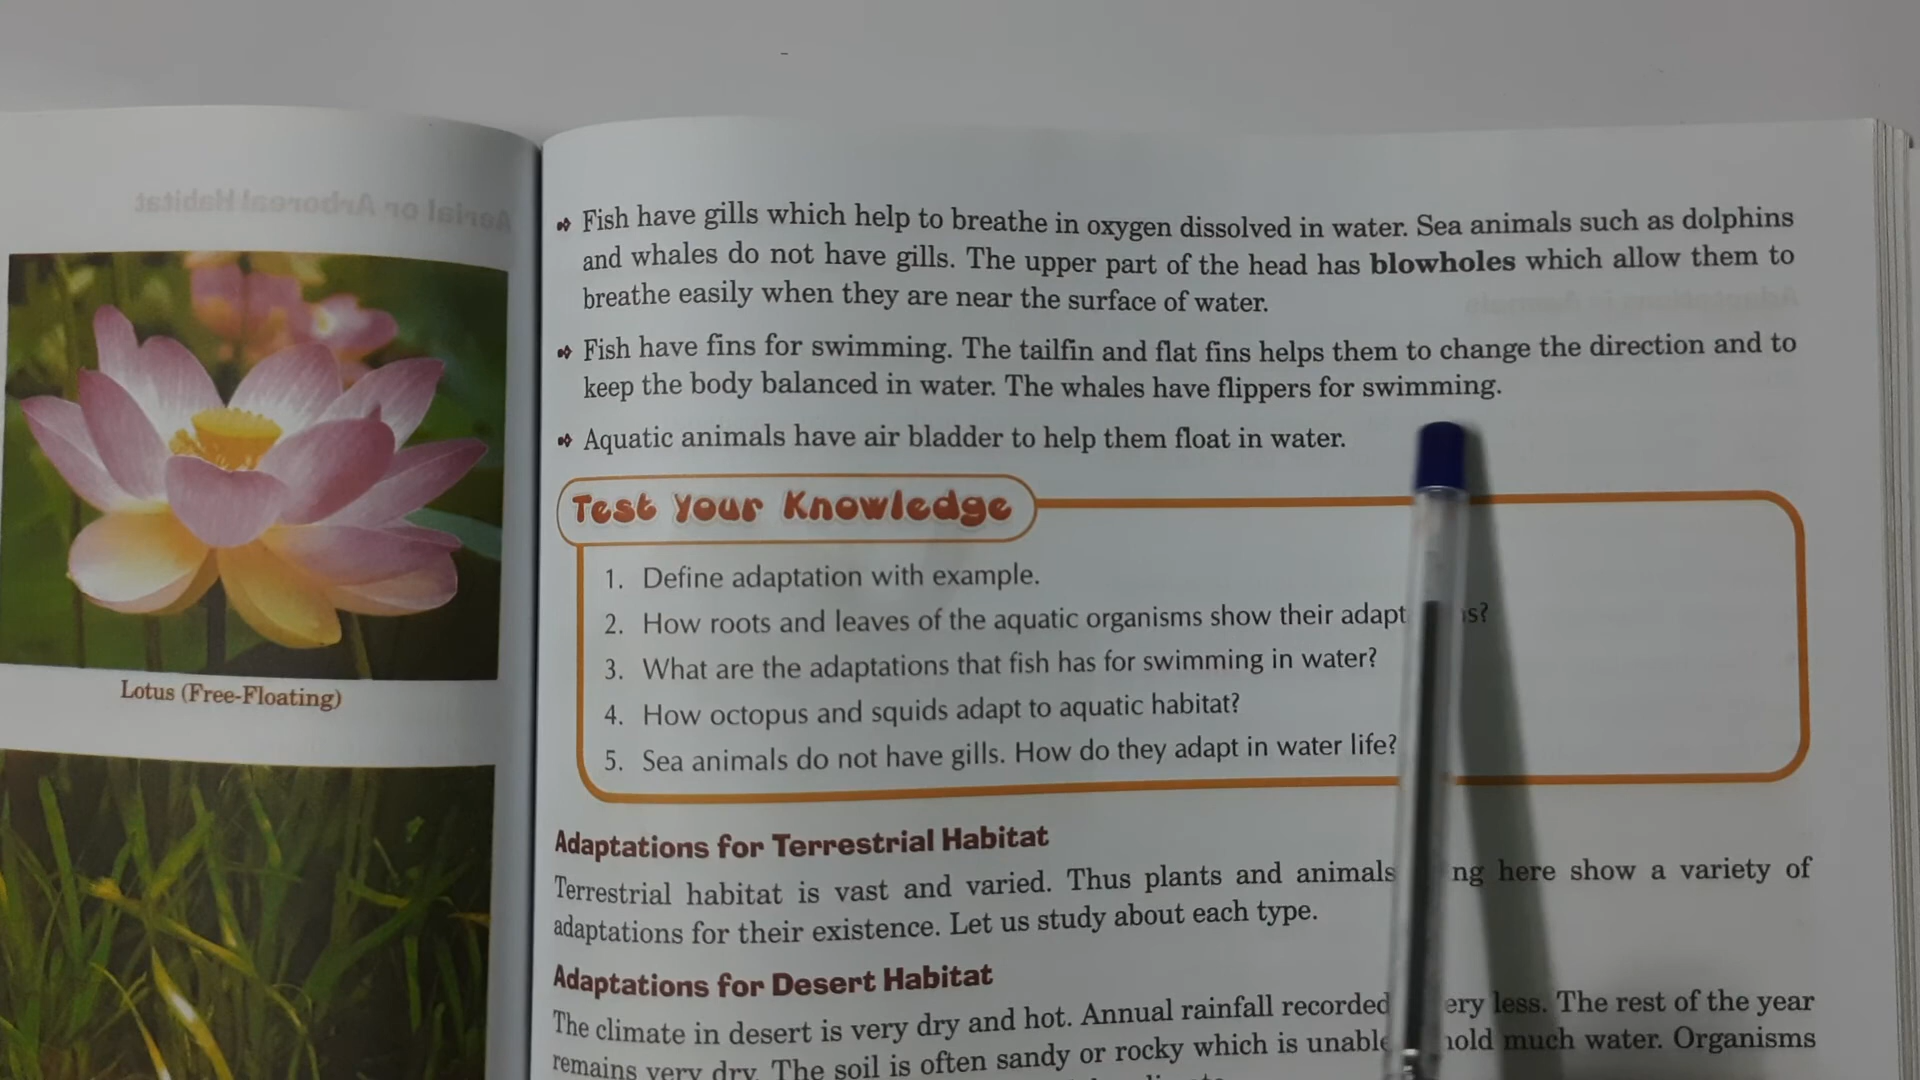 Lotus (Free-Floating)
Fish have gills which help to breathe in oxygen dissolved in water. Sea animals such as dolphins
and whales do not have gills. The upper part of the head has blowholes which allow them to
breathe easily when they are near the surface of water.
Fish have fins for swimming. The tailfin and flat fins helps them to change the direction and to
keep the body balanced in water. The whales have flippers for swimming.
Aquatic animals have air bladder to help them float in water.
Test Your Knowledge
1. Define adaptation with example.
2. How roots and leaves of the aquatic organisms show their
3. What are the adaptations that fish has for swimming in water?
4. How octopus and squids adapt to aquatic habitat?
5. Sea animals do not have gills. How do they adapt in water life?
Adaptations for Terrestrial Habitat
Terrestrial habitat is vast and varied. Thus plants and animals here show a variety of
adaptations for their existence. Let us study about each type.
Adaptations for Desert Habitat
The climate in desert is very dry and hot. Annual rainfall recorded less. The rest of the year
remains very dry. The soil is often sandy or rocky which is unable hold much water. Organisms